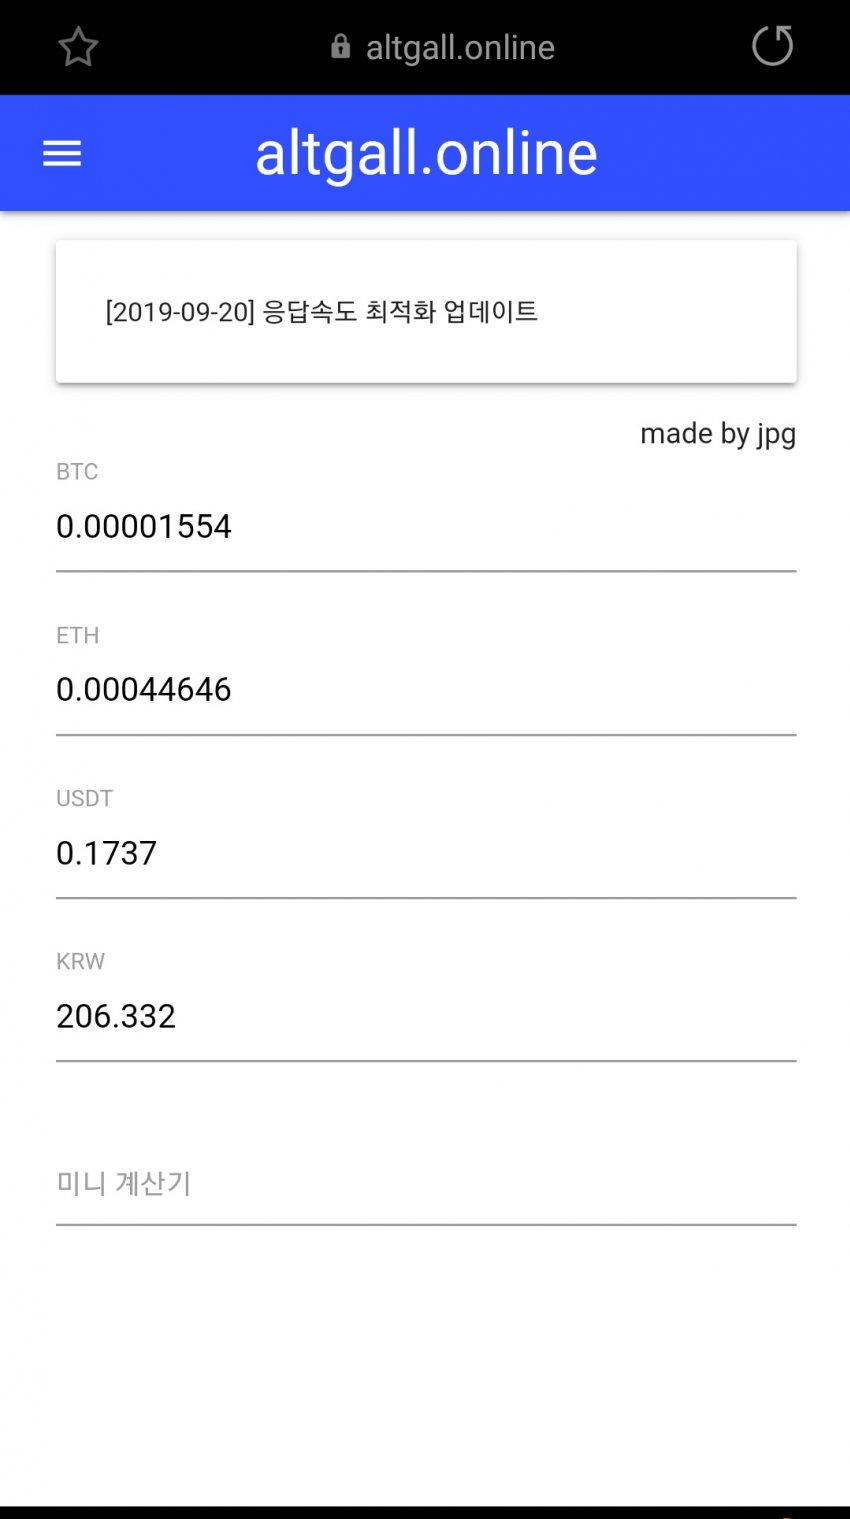 altgall.online
altgall.online
[2019-09-20] 응답속도 최적화 업데이트
made by jpg
BTC
0.00001554
ETH
0.00044646
USDT
0.1737
KRW
206.332
미니 계산기